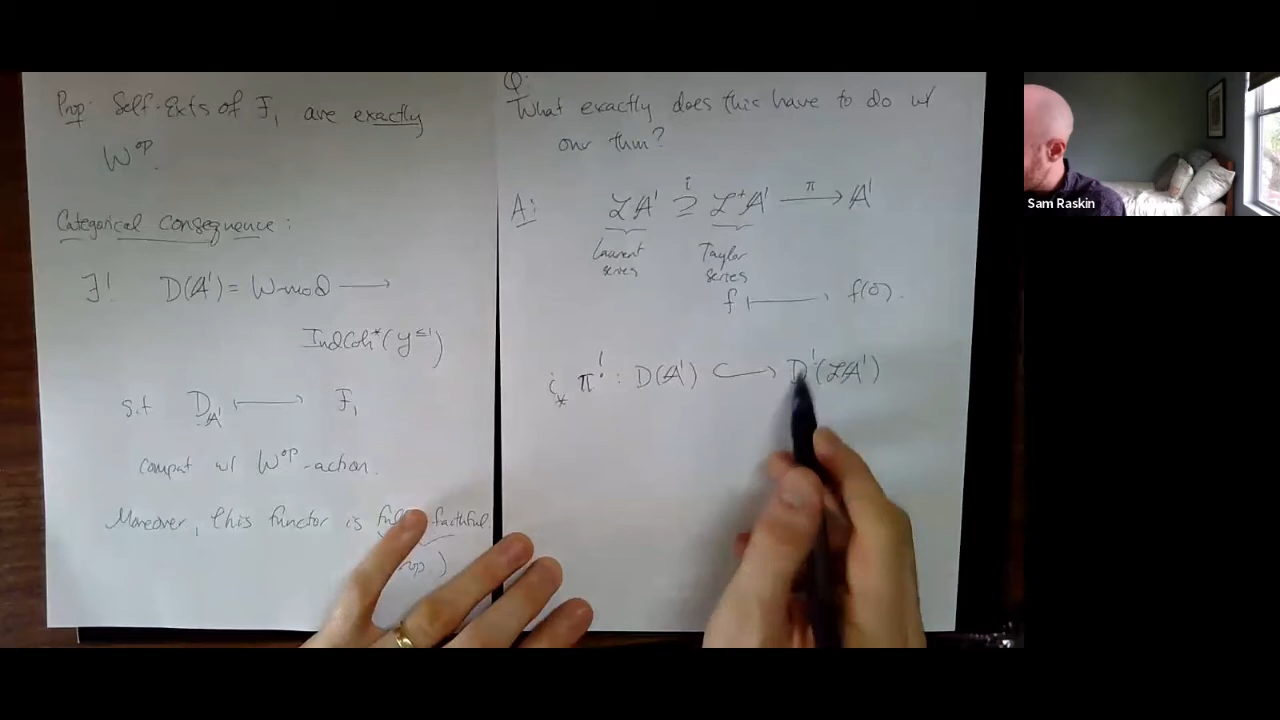 Prop: Self-Exts of F₁ are exactly
W^op.
Categorical consequence:
∃! D(A¹) = W-mod ⟶
IndCoh*(Y^≤1)
s.t D_A¹ ⟼ F₁
compat w/ W^op-action.
Moreover, this functor is fully faithful.
Q:
What exactly does this have to do w/
our thm?
A: 𝓛A¹ ⊇ 𝓛⁺A¹ ⟶ A¹
i π
Laurent series
Taylor series
f ⟼ f(0).
i_* π^! : D(A¹) ↪ D^!(𝓛A¹)
Sam Raskin